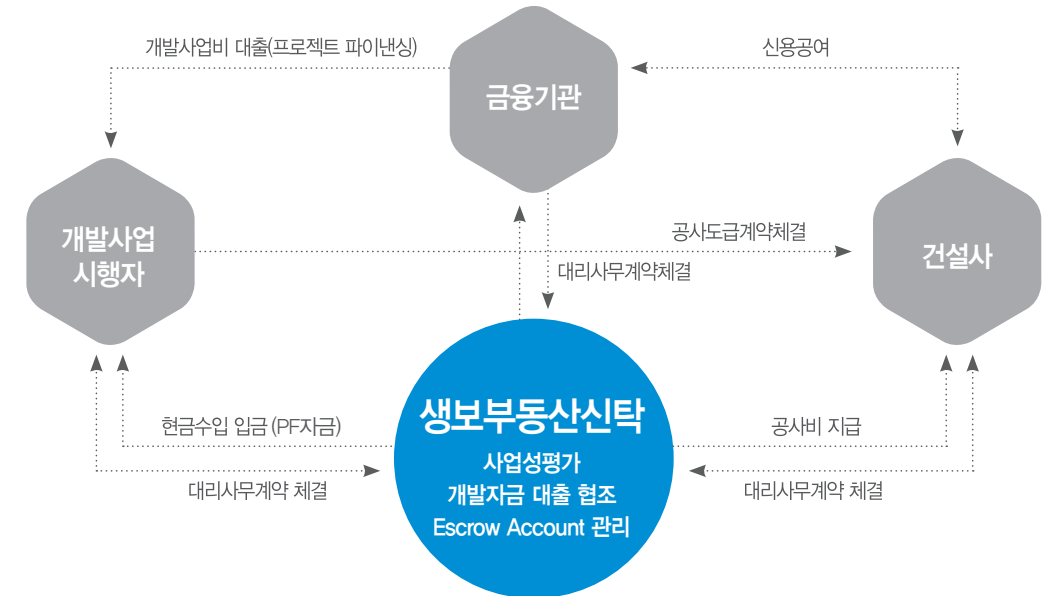 개발사업비 대출(프로젝트 파이낸싱)
신용공여
금융기관
개발사업
시행자
공사도급계약체결
대리사무계약체결
건설사
생보부동산신탁
사업성평가
개발자금 대출 협조
Escrow Account 관리
현금수입 입금 (PF자금)
공사비 지급
대리사무계약 체결
대리사무계약 체결